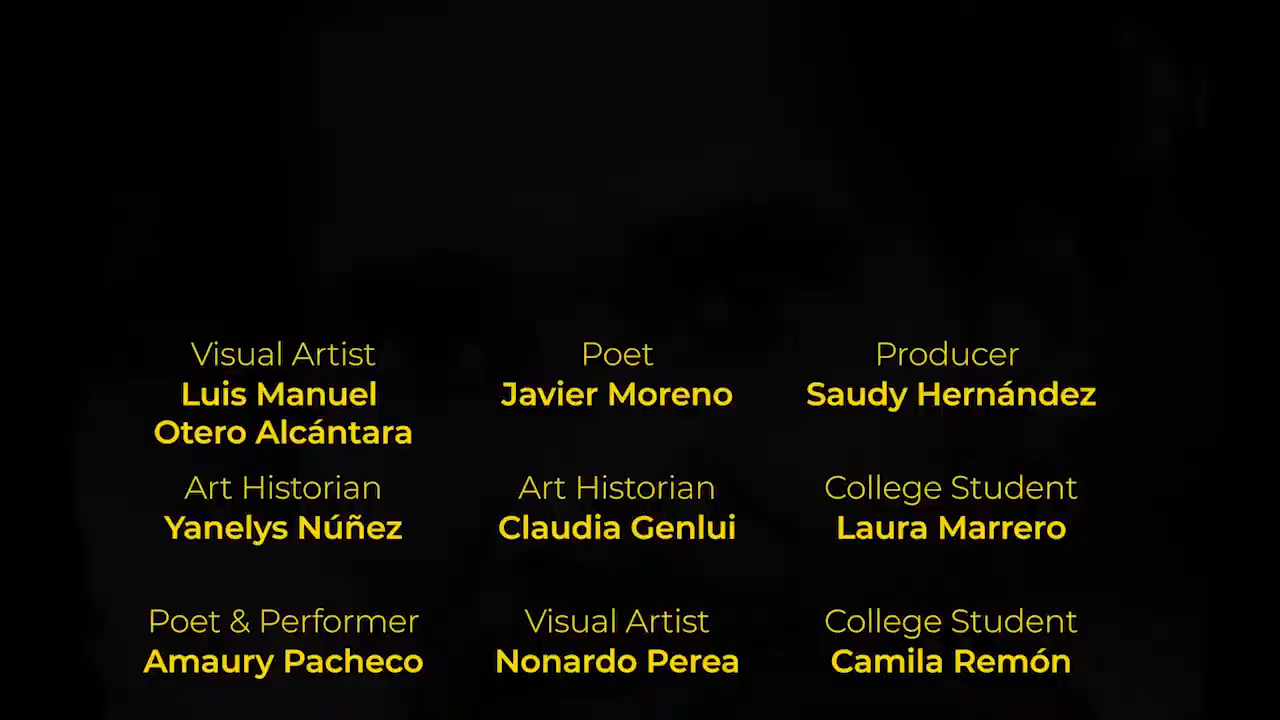 Visual Artist
Luis Manuel
Otero Alcántara
Poet
Javier Moreno
Producer
Saudy Hernández
Art Historian
Yanelys Núñez
Art Historian
Claudia Genlui
College Student
Laura Marrero
Poet & Performer
Amaury Pacheco
Visual Artist
Nonardo Perea
College Student
Camila Remón